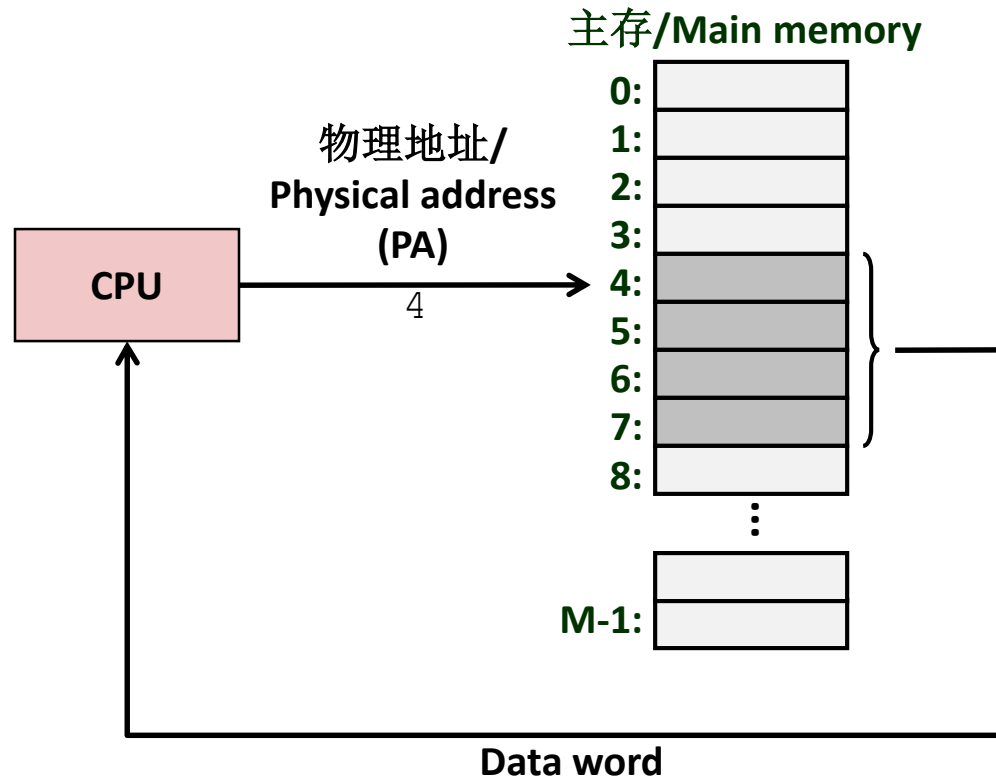 主存/Main memory
0:
1:
物理地址/
Physical address
(PA)
2:
3:
CPU
4
4:
5:
6:
7:
8:
...
M-1:
Data word